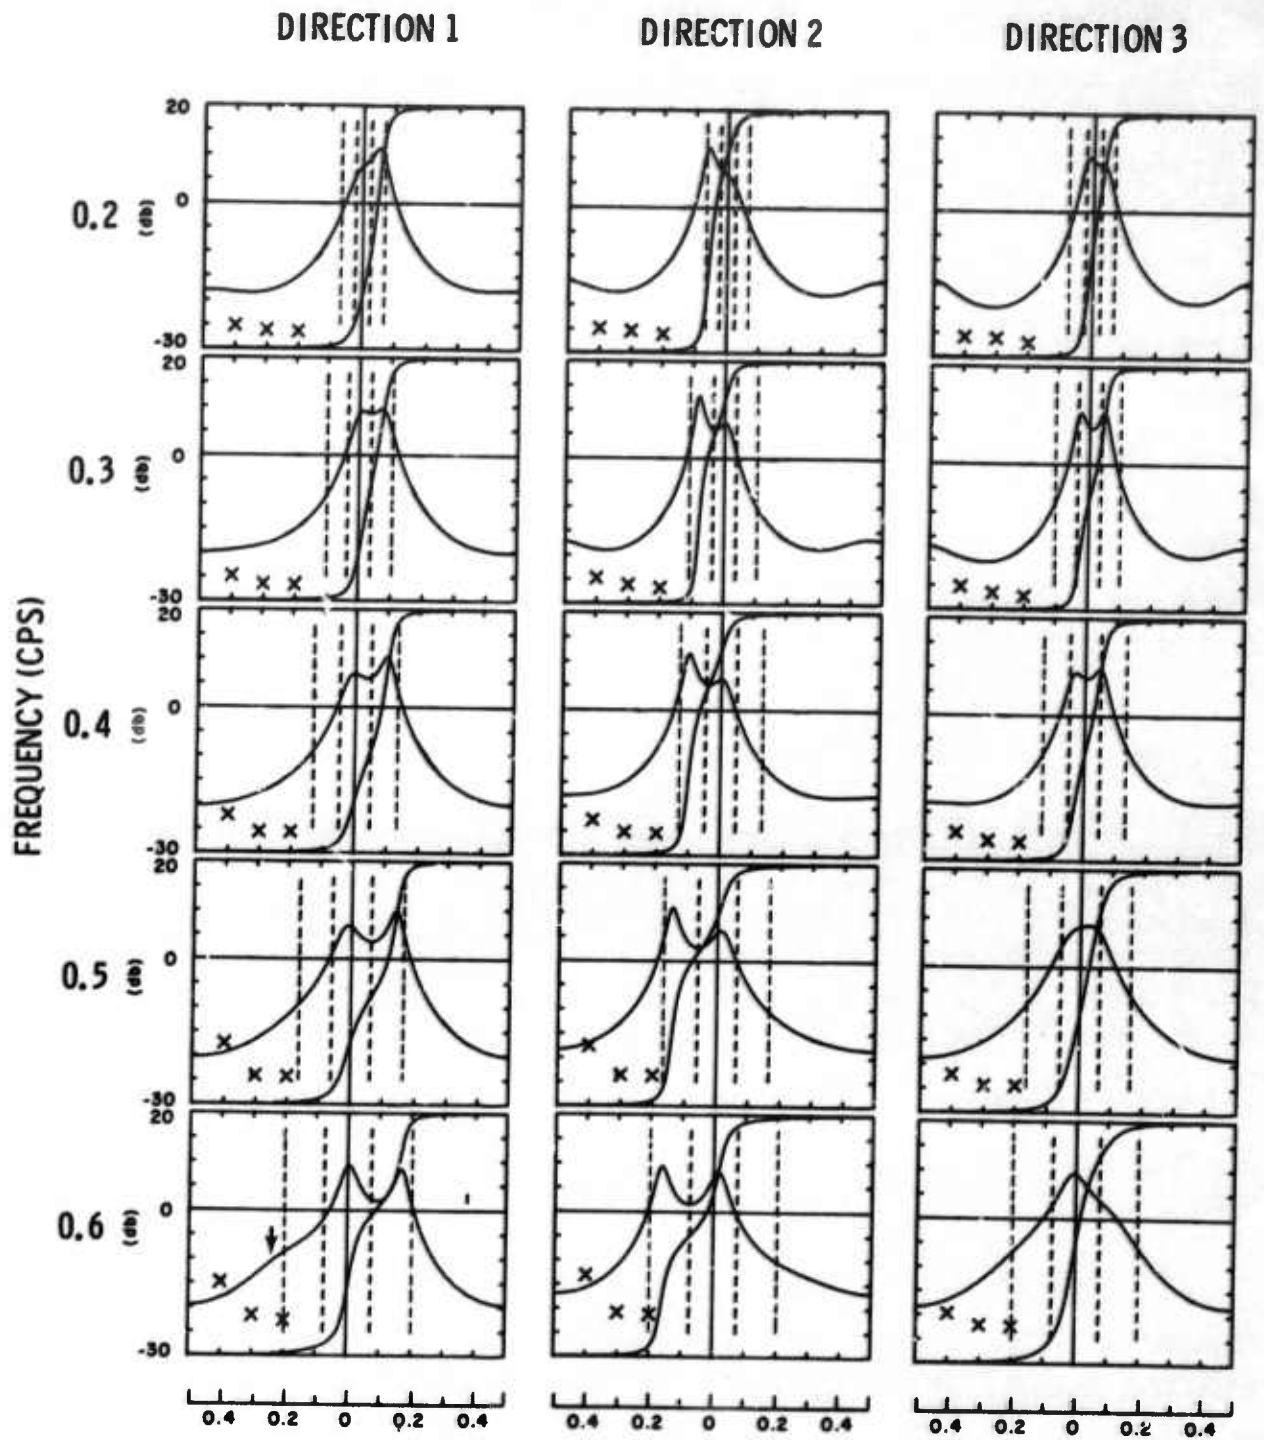 DIRECTION 1 DIRECTION 2 DIRECTION 3
FREQUENCY (CPS)
20
0.2 (db) 0
-30
20
0.3 (db) 0
-30
20
0.4 (db) 0
-30
20
0.5 (db) 0
-30
20
0.6 (db) 0
-30
0.4 0.2 0 0.2 0.4 0.4 0.2 0 0.2 0.4 0.4 0.2 0 0.2 0.4